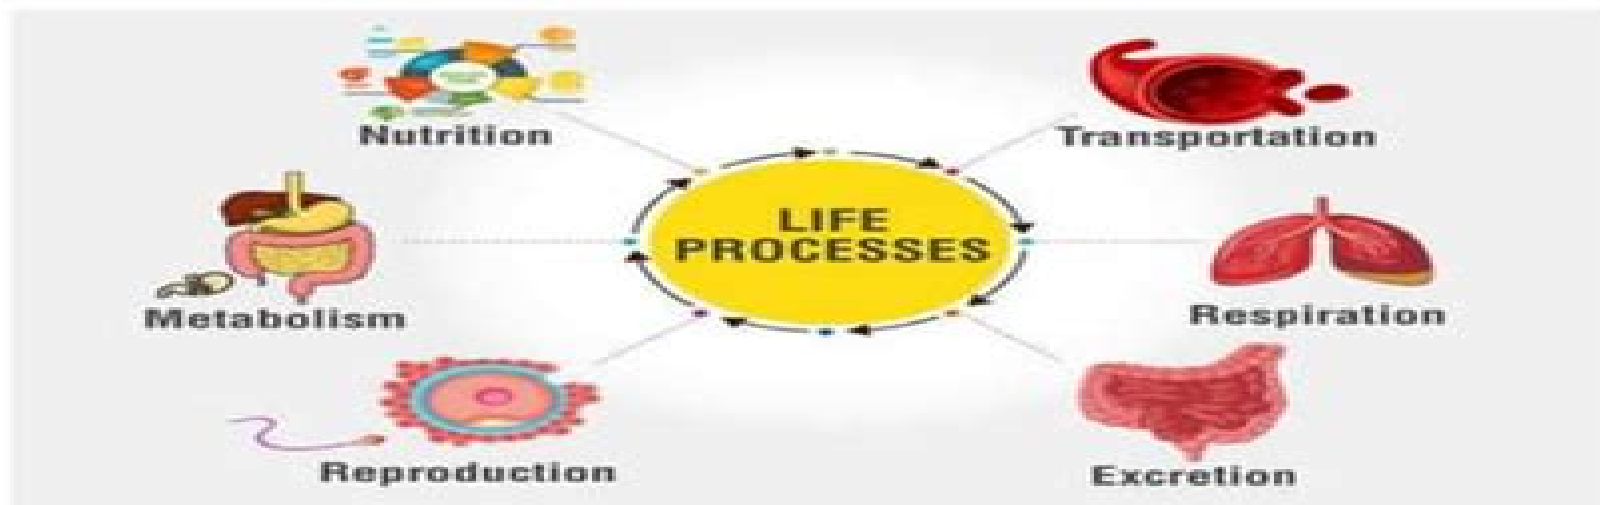 Nutrition
Transportation
LIFE
PROCESSES
Metabolism
Respiration
Reproduction
Excretion